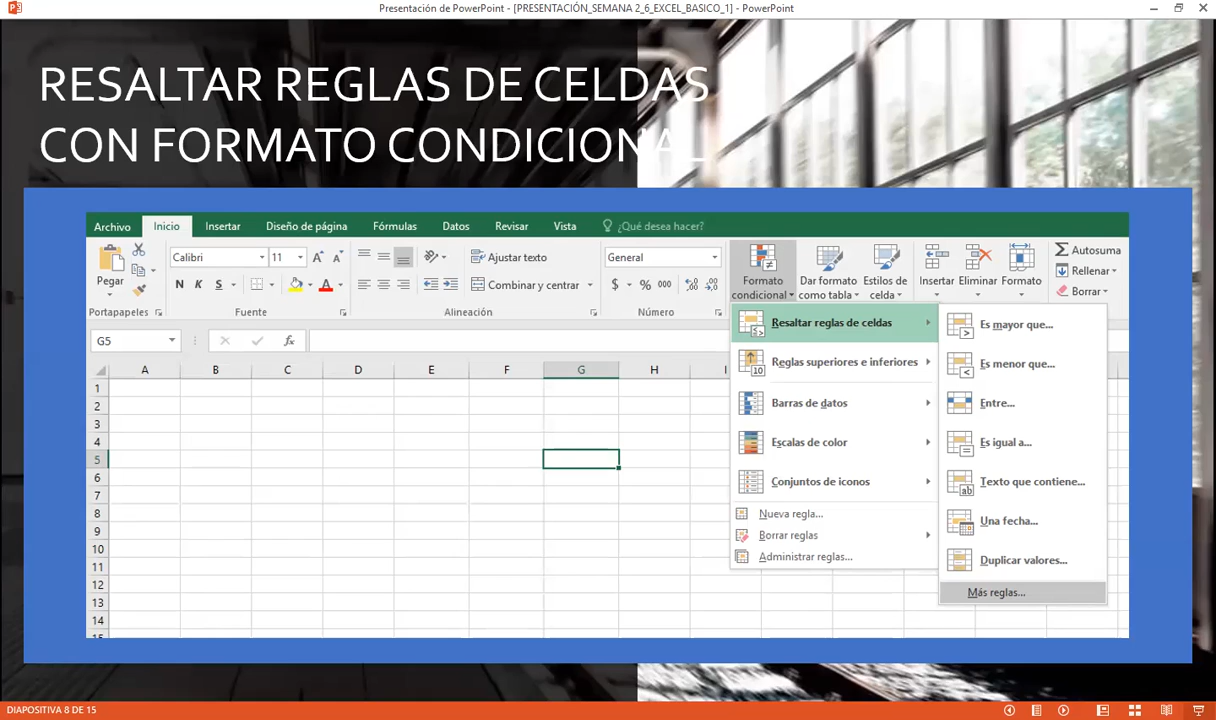 Presentación de PowerPoint - [PRESENTACIÓN_SEMANA 2_6_EXCEL_BASICO_1] - PowerPoint
RESALTAR REGLAS DE CELDAS
CON FORMATO CONDICIONAL
Archivo Inicio Insertar Diseño de página Fórmulas Datos Revisar Vista ¿Qué desea hacer?
Calibri 11 Ajustar texto General Autosuma
Pegar N K S Combinar y centrar $ % 000 Formato condicional Dar formato como tabla Estilos de celda Insertar Eliminar Formato Rellenar
Borrar
Portapapeles Fuente Alineación Número
G5 fx
A B C D E F G H I
1
2
3
4
5
6
7
8
9
10
11
12
13
14
15
Resaltar reglas de celdas
Reglas superiores e inferiores
Barras de datos
Escalas de color
Conjuntos de iconos
Nueva regla...
Borrar reglas
Administrar reglas...
Es mayor que...
Es menor que...
Entre...
Es igual a...
Texto que contiene...
Una fecha...
Duplicar valores...
Más reglas...
DIAPOSITIVA 8 DE 15